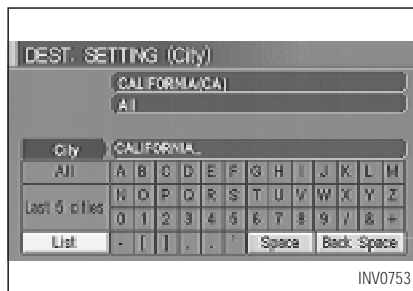 DEST. SETTING (City)
CALIFORNIA(CA)
All
City CALIFORNIA_
All A B C D E F G H I J K L M
Last 5 cities N O P Q R S T U V W X Y Z
0 1 2 3 4 5 6 7 8 9 / & +
List - [ ] , . ' Space Back Space
INV0753